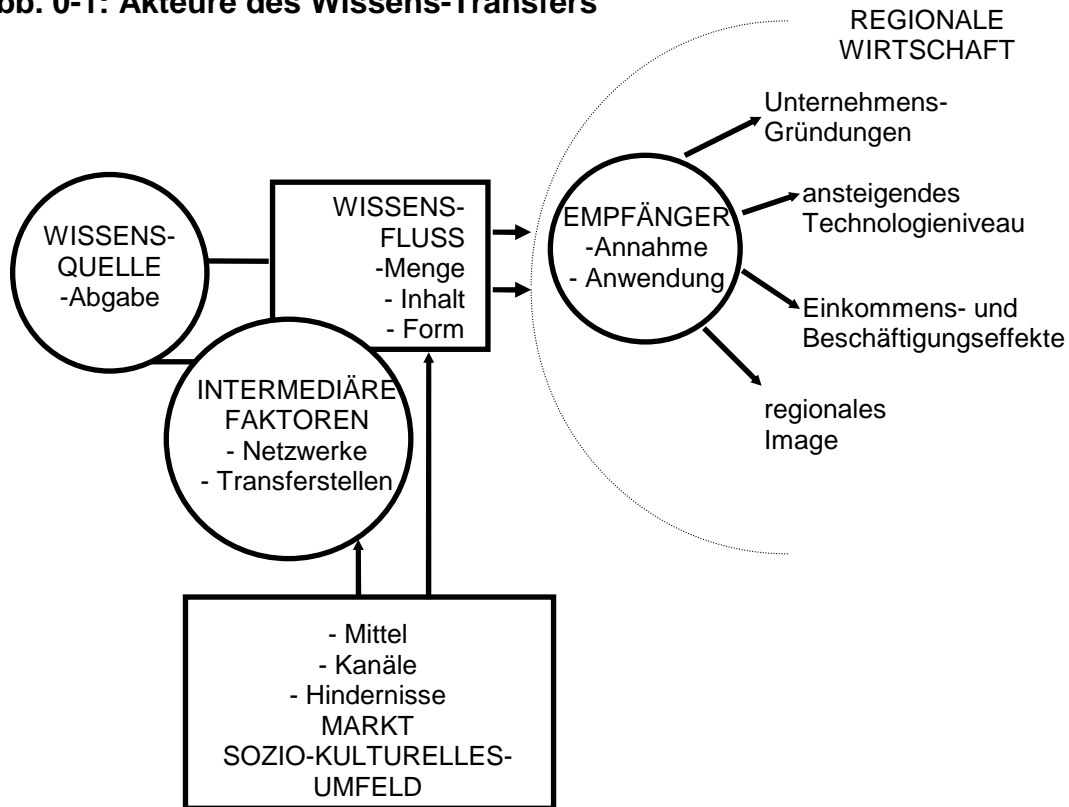 bb. 0-1: Akteure des Wissens-Transfers
REGIONALE
WIRTSCHAFT
Unternehmens-
Gründungen
WISSENS-
QUELLE
-Abgabe
WISSENS-
FLUSS
-Menge
- Inhalt
- Form
EMPFÄNGER
-Annahme
- Anwendung
ansteigendes
Technologieniveau
Einkommens- und
Beschäftigungseffekte
regionales
Image
INTERMEDIÄRE
FAKTOREN
- Netzwerke
- Transferstellen
- Mittel
- Kanäle
- Hindernisse
MARKT
SOZIO-KULTURELLES-
UMFELD